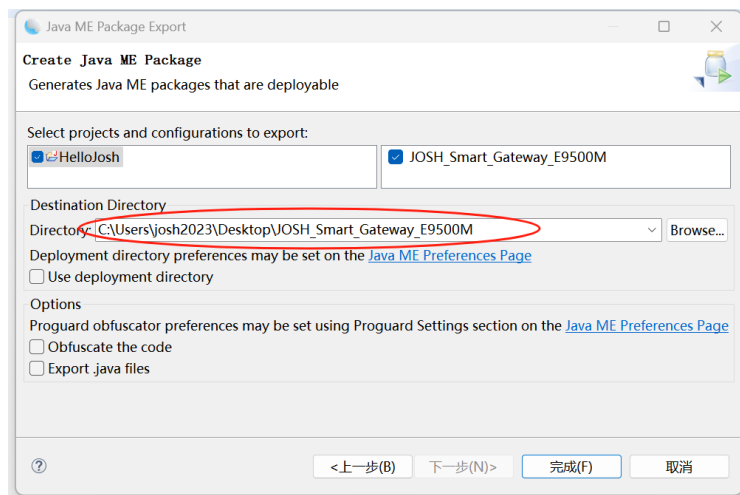 Java ME Package Export
Create Java ME Package
Generates Java ME packages that are deployable
Select projects and configurations to export:
HelloJosh
JOSH_Smart_Gateway_E9500M
Destination Directory
Directory: C:\Users\josh2023\Desktop\JOSH_Smart_Gateway_E9500M
Browse...
Deployment directory preferences may be set on the Java ME Preferences Page
Use deployment directory
Options
Proguard obfuscator preferences may be set using Proguard Settings section on the Java ME Preferences Page
Obfuscate the code
Export .java files
<上一步(B)
下一步(N)>
完成(F)
取消